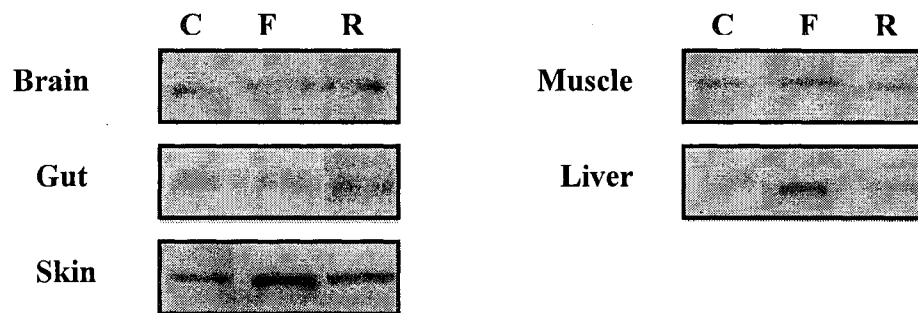 C F R
Brain
Gut
Skin
C F R
Muscle
Liver